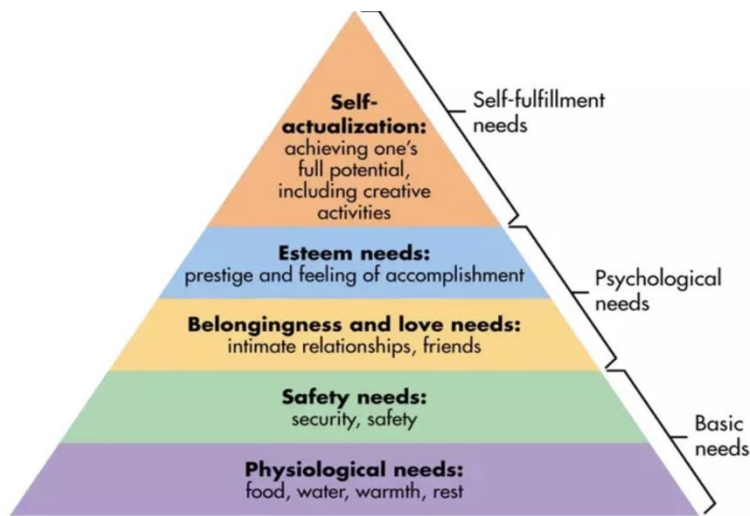 Self-
actualization:
achieving one's
full potential,
including creative
activities
Self-fulfillment
needs
Esteem needs:
prestige and feeling of accomplishment
Belongingness and love needs:
intimate relationships, friends
Psychological
needs
Safety needs:
security, safety
Physiological needs:
food, water, warmth, rest
Basic
needs